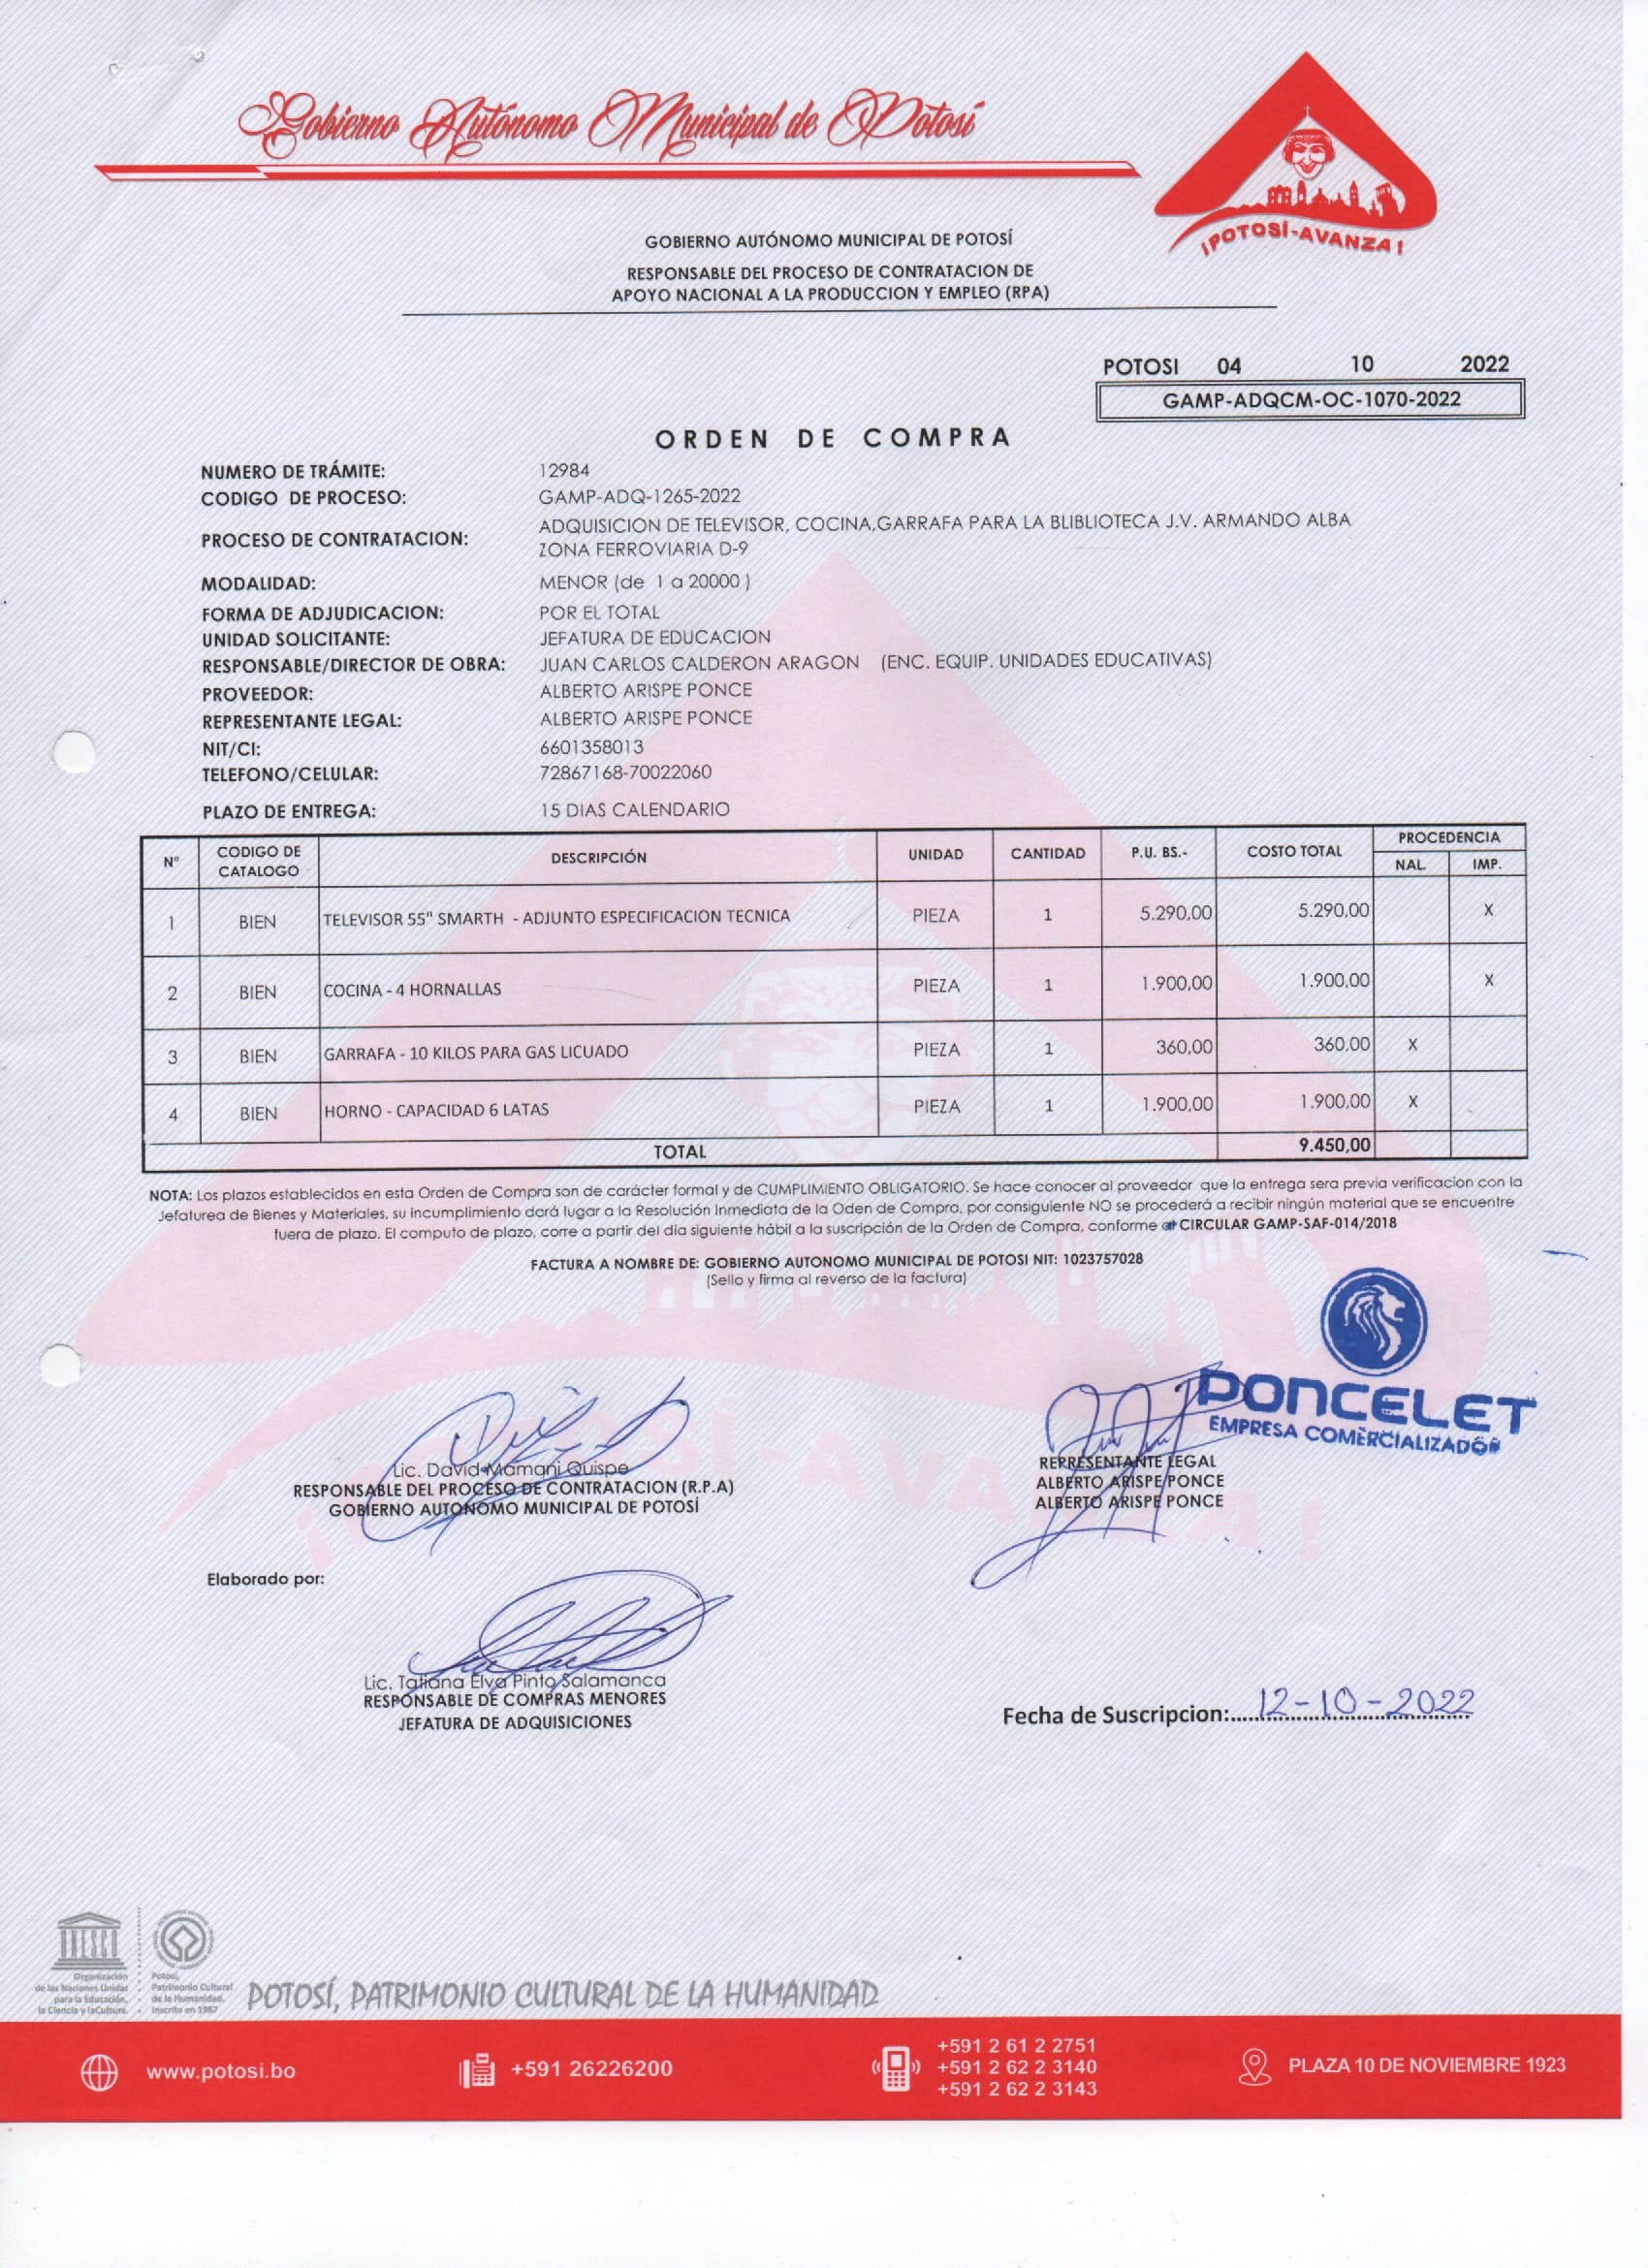 Gobierno Autónomo Municipal de Potosí
¡POTOSÍ-AVANZA!
GOBIERNO AUTÓNOMO MUNICIPAL DE POTOSÍ
RESPONSABLE DEL PROCESO DE CONTRATACION DE
APOYO NACIONAL A LA PRODUCCION Y EMPLEO (RPA)
POTOSI 04 10 2022
GAMP-ADQCM-OC-1070-2022
ORDEN DE COMPRA
NUMERO DE TRÁMITE: 12984
CODIGO DE PROCESO: GAMP-ADQ-1265-2022
PROCESO DE CONTRATACION: ADQUISICION DE TELEVISOR, COCINA,GARRAFA PARA LA BLIBLIOTECA J.V. ARMANDO ALBA
ZONA FERROVIARIA D-9
MODALIDAD: MENOR (de 1 a 20000 )
FORMA DE ADJUDICACION: POR EL TOTAL
UNIDAD SOLICITANTE: JEFATURA DE EDUCACION
RESPONSABLE/DIRECTOR DE OBRA: JUAN CARLOS CALDERON ARAGON (ENC. EQUIP. UNIDADES EDUCATIVAS)
PROVEEDOR: ALBERTO ARISPE PONCE
REPRESENTANTE LEGAL: ALBERTO ARISPE PONCE
NIT/CI: 6601358013
TELEFONO/CELULAR: 72867168-70022060
PLAZO DE ENTREGA: 15 DIAS CALENDARIO
N° CODIGO DE CATALOGO DESCRIPCIÓN UNIDAD CANTIDAD P.U. BS.- COSTO TOTAL PROCEDENCIA
NAL. IMP.
1 BIEN TELEVISOR 55" SMARTH - ADJUNTO ESPECIFICACION TECNICA PIEZA 1 5.290,00 5.290,00 X
2 BIEN COCINA - 4 HORNALLAS PIEZA 1 1.900,00 1.900,00 X
3 BIEN GARRAFA - 10 KILOS PARA GAS LICUADO PIEZA 1 360,00 360,00 X
4 BIEN HORNO - CAPACIDAD 6 LATAS PIEZA 1 1.900,00 1.900,00 X
TOTAL 9.450,00
NOTA: Los plazos establecidos en esta Orden de Compra son de carácter formal y de CUMPLIMIENTO OBLIGATORIO. Se hace conocer al proveedor que la entrega sera previa verificacion con la
Jefaturea de Bienes y Materiales, su incumplimiento dará lugar a la Resolución Inmediata de la Oden de Compra, por consiguiente NO se procederá a recibir ningún material que se encuentre
fuera de plazo. El computo de plazo, corre a partir del día siguiente hábil a la suscripción de la Orden de Compra, conforme CIRCULAR GAMP-SAF-014/2018
FACTURA A NOMBRE DE: GOBIERNO AUTONOMO MUNICIPAL DE POTOSI NIT: 1023757028
(Sello y firma al reverso de la factura)
PONCELET
EMPRESA COMERCIALIZADOR
Lic. David Mamani Quispe
RESPONSABLE DEL PROCESO DE CONTRATACION (R.P.A)
GOBIERNO AUTONOMO MUNICIPAL DE POTOSÍ
REPRESENTANTE LEGAL
ALBERTO ARISPE PONCE
ALBERTO ARISPE PONCE
Elaborado por:
Lic. Tatiana Elva Pinto Salamanca
RESPONSABLE DE COMPRAS MENORES
JEFATURA DE ADQUISICIONES
Fecha de Suscripcion: 12-10-2022
UNESCO
Organización
de las Naciones Unidas
para la Educación,
la Ciencia y laCultura.
Potosí,
Patrimonio Cultural
de la Humanidad.
Inscrito en 1987
POTOSÍ, PATRIMONIO CULTURAL DE LA HUMANIDAD
www.potosi.bo
+591 26226200
+591 2 61 2 2751
+591 2 62 2 3140
+591 2 62 2 3143
PLAZA 10 DE NOVIEMBRE 1923